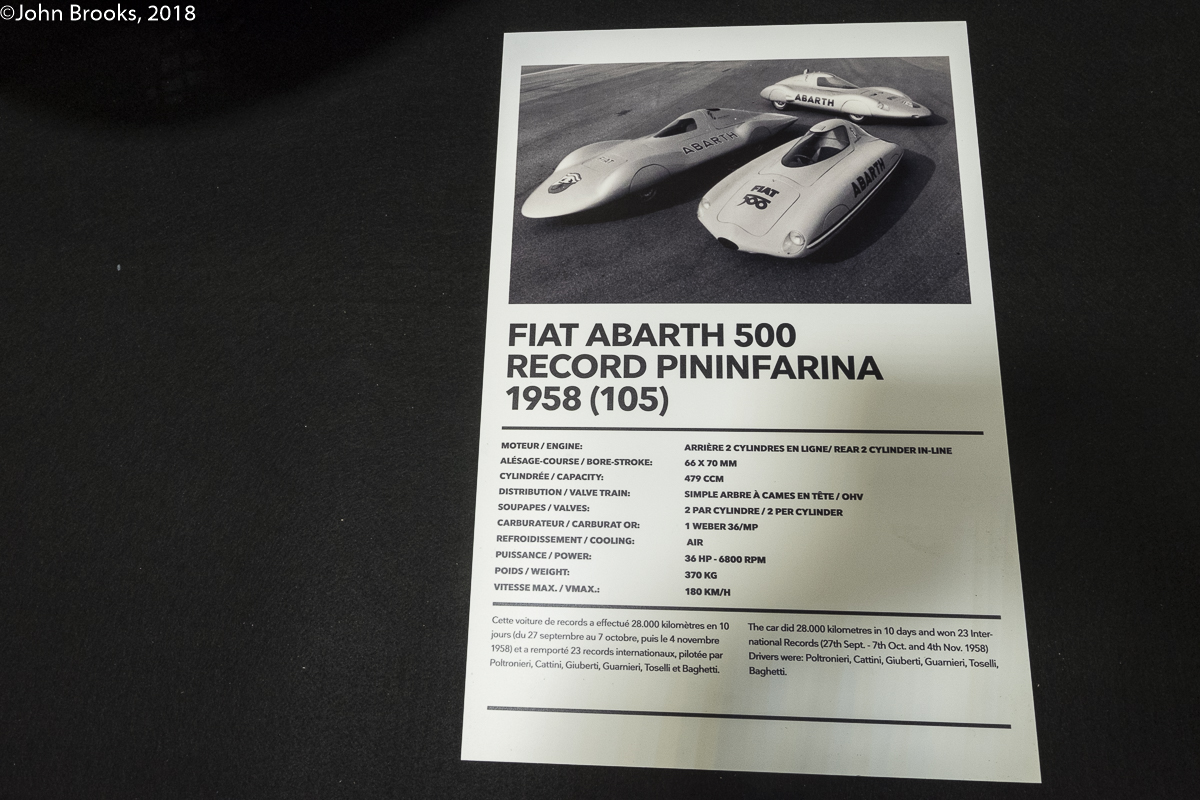 ©John Brooks, 2018
ABARTH
ABARTH
ABARTH
FIAT
500
FIAT ABARTH 500
RECORD PININFARINA
1958 (105)
MOTEUR / ENGINE: ARRIÈRE 2 CYLINDRES EN LIGNE/ REAR 2 CYLINDER IN-LINE
ALÉSAGE-COURSE / BORE-STROKE: 66 X 70 MM
CYLINDRÉE / CAPACITY: 479 CCM
DISTRIBUTION / VALVE TRAIN: SIMPLE ARBRE À CAMES EN TÊTE / OHV
SOUPAPES / VALVES: 2 PAR CYLINDRE / 2 PER CYLINDER
CARBURATEUR / CARBURAT OR: 1 WEBER 36/MP
REFROIDISSEMENT / COOLING: AIR
PUISSANCE / POWER: 36 HP - 6800 RPM
POIDS / WEIGHT: 370 KG
VITESSE MAX. / VMAX.: 180 KM/H
Cette voiture de records a effectué 28.000 kilomètres en 10
jours (du 27 septembre au 7 octobre, puis le 4 novembre
1958) et a remporté 23 records internationaux, pilotée par
Poltronieri, Cattini, Giuberti, Guarnieri, Toselli et Baghetti.
The car did 28.000 kilometres in 10 days and won 23 Inter-
national Records (27th Sept. - 7th Oct. and 4th Nov. 1958)
Drivers were: Poltronieri, Cattini, Giuberti, Guarnieri, Toselli,
Baghetti.